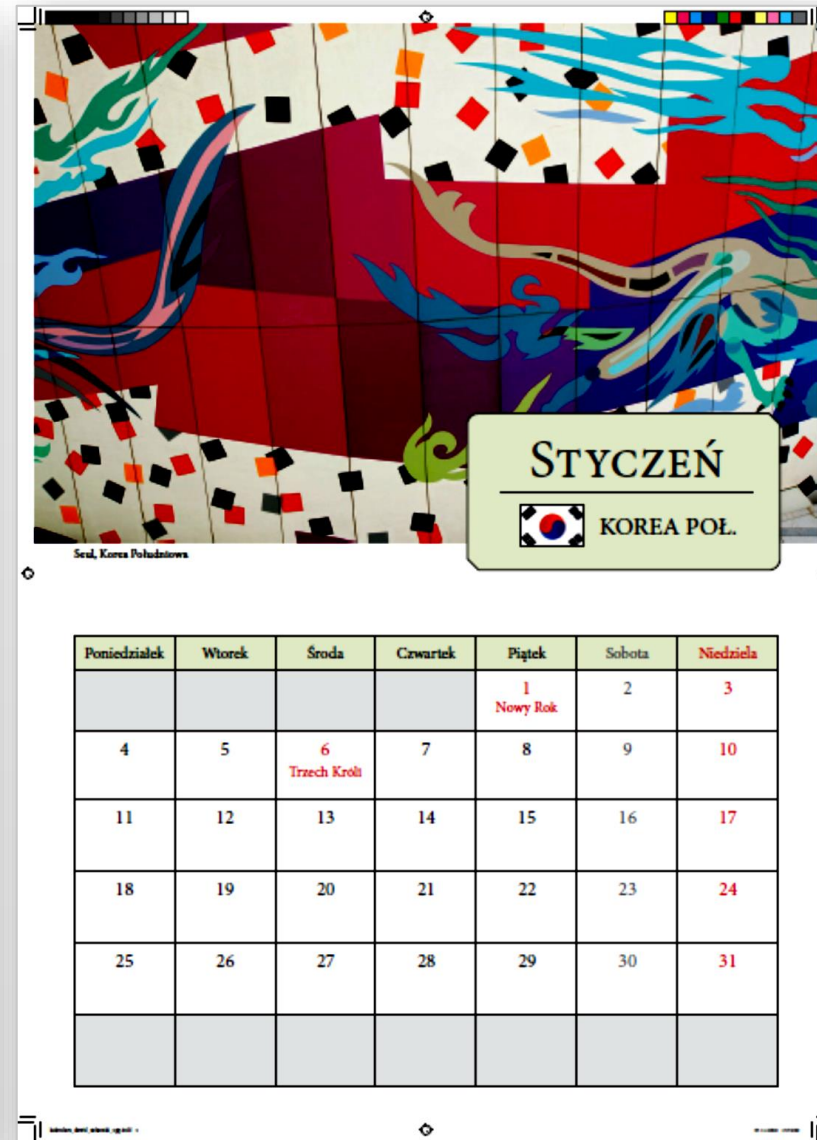 STYCZEŃ
KOREA POŁ.
Seul, Korea Południowa
Poniedziałek Wtorek Środa Czwartek Piątek Sobota Niedziela
1 2 3
Nowy Rok
4 5 6 7 8 9 10
Trzech Króli
11 12 13 14 15 16 17
18 19 20 21 22 23 24
25 26 27 28 29 30 31